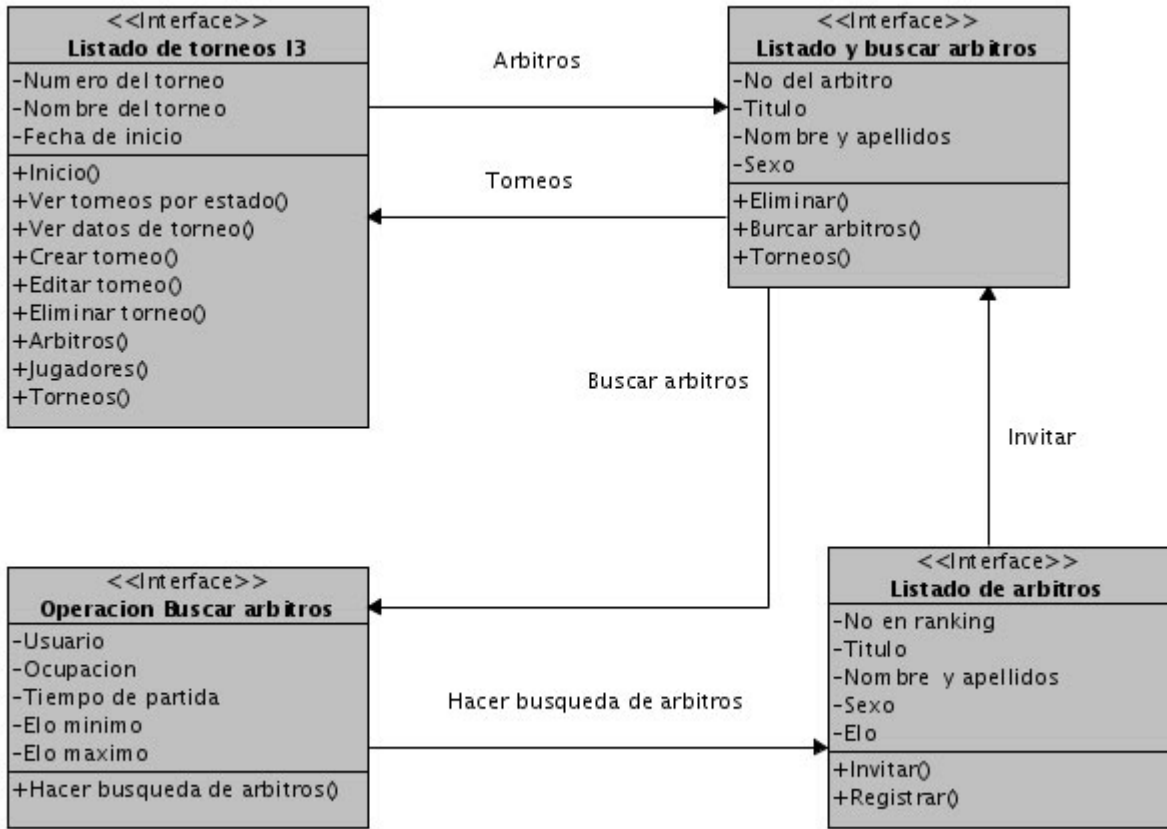 <<Interface>>
Listado de torneos I3
-Numero del torneo
-Nombre del torneo
-Fecha de inicio
+Inicio()
+Ver torneos por estado()
+Ver datos de torneo()
+Crear torneo()
+Editar torneo()
+Eliminar torneo()
+Arbitros()
+Jugadores()
+Torneos()
Arbitros
Torneos
<<Interface>>
Listado y buscar arbitros
-No del arbitro
-Titulo
-Nombre y apellidos
-Sexo
+Eliminar()
+Burcar arbitros()
+Torneos()
Buscar arbitros
Invitar
<<Interface>>
Operacion Buscar arbitros
-Usuario
-Ocupacion
-Tiempo de partida
-Elo minimo
-Elo maximo
+Hacer busqueda de arbitros()
Hacer busqueda de arbitros
<<Interface>>
Listado de arbitros
-No en ranking
-Titulo
-Nombre y apellidos
-Sexo
-Elo
+Invitar()
+Registrar()